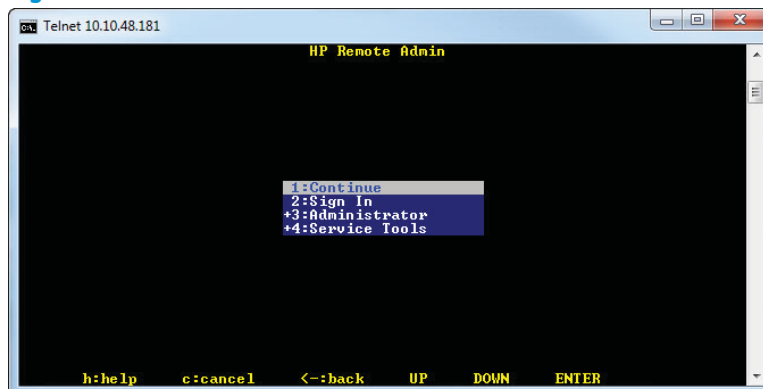 Telnet 10.10.48.181
HP Remote Admin
1:Continue
2:Sign In
+3:Administrator
+4:Service Tools
h:help c:cancel <-:back UP DOWN ENTER